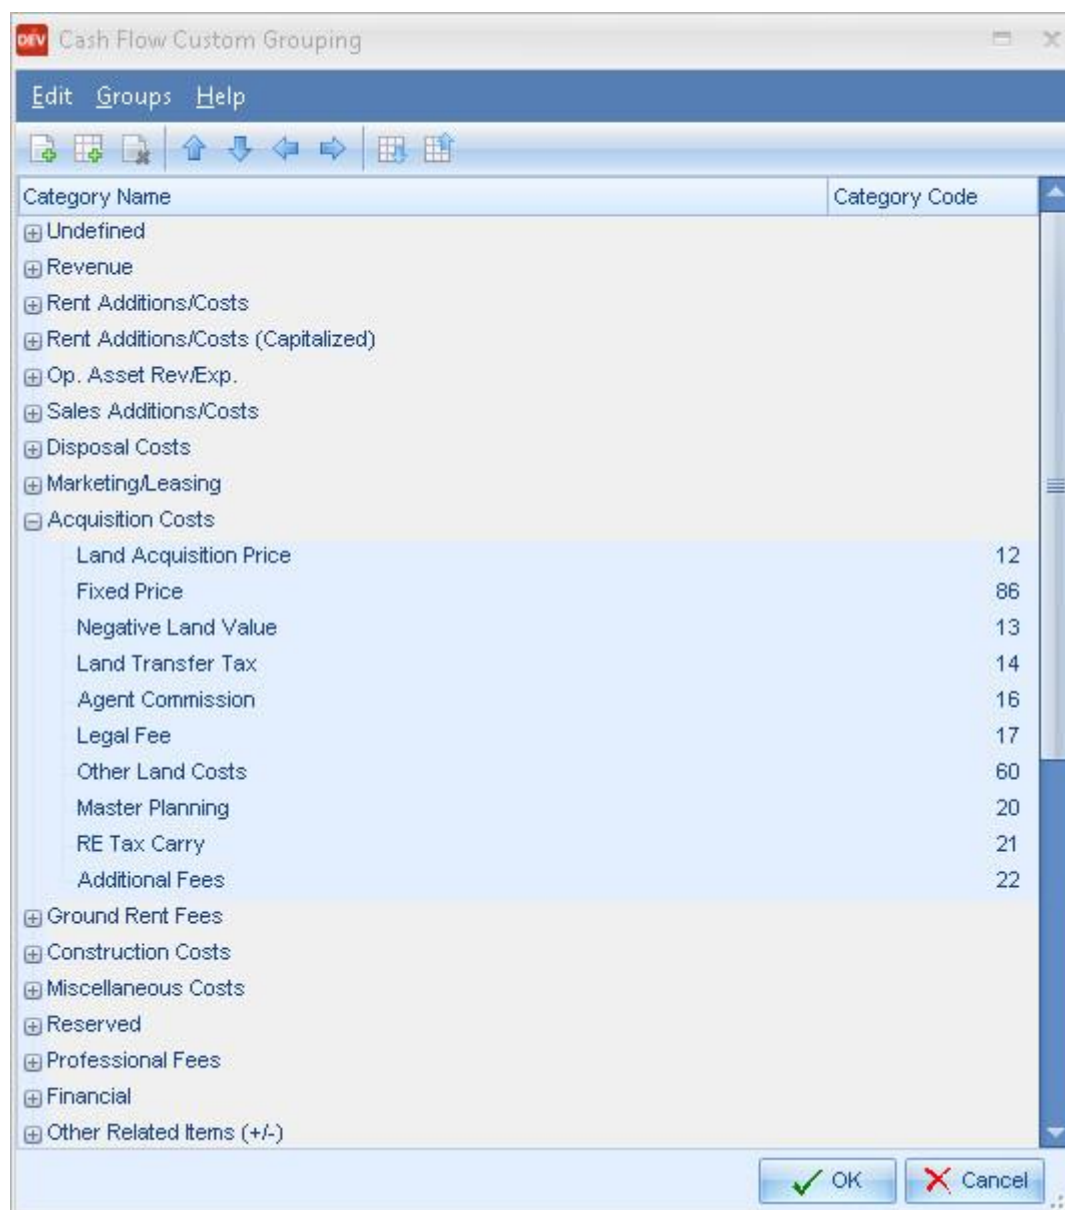 DEV Cash Flow Custom Grouping
Edit Groups Help
Category Name Category Code
Undefined
Revenue
Rent Additions/Costs
Rent Additions/Costs (Capitalized)
Op. Asset Rev/Exp.
Sales Additions/Costs
Disposal Costs
Marketing/Leasing
Acquisition Costs
Land Acquisition Price 12
Fixed Price 86
Negative Land Value 13
Land Transfer Tax 14
Agent Commission 16
Legal Fee 17
Other Land Costs 60
Master Planning 20
RE Tax Carry 21
Additional Fees 22
Ground Rent Fees
Construction Costs
Miscellaneous Costs
Reserved
Professional Fees
Financial
Other Related Items (+/-)
OK Cancel